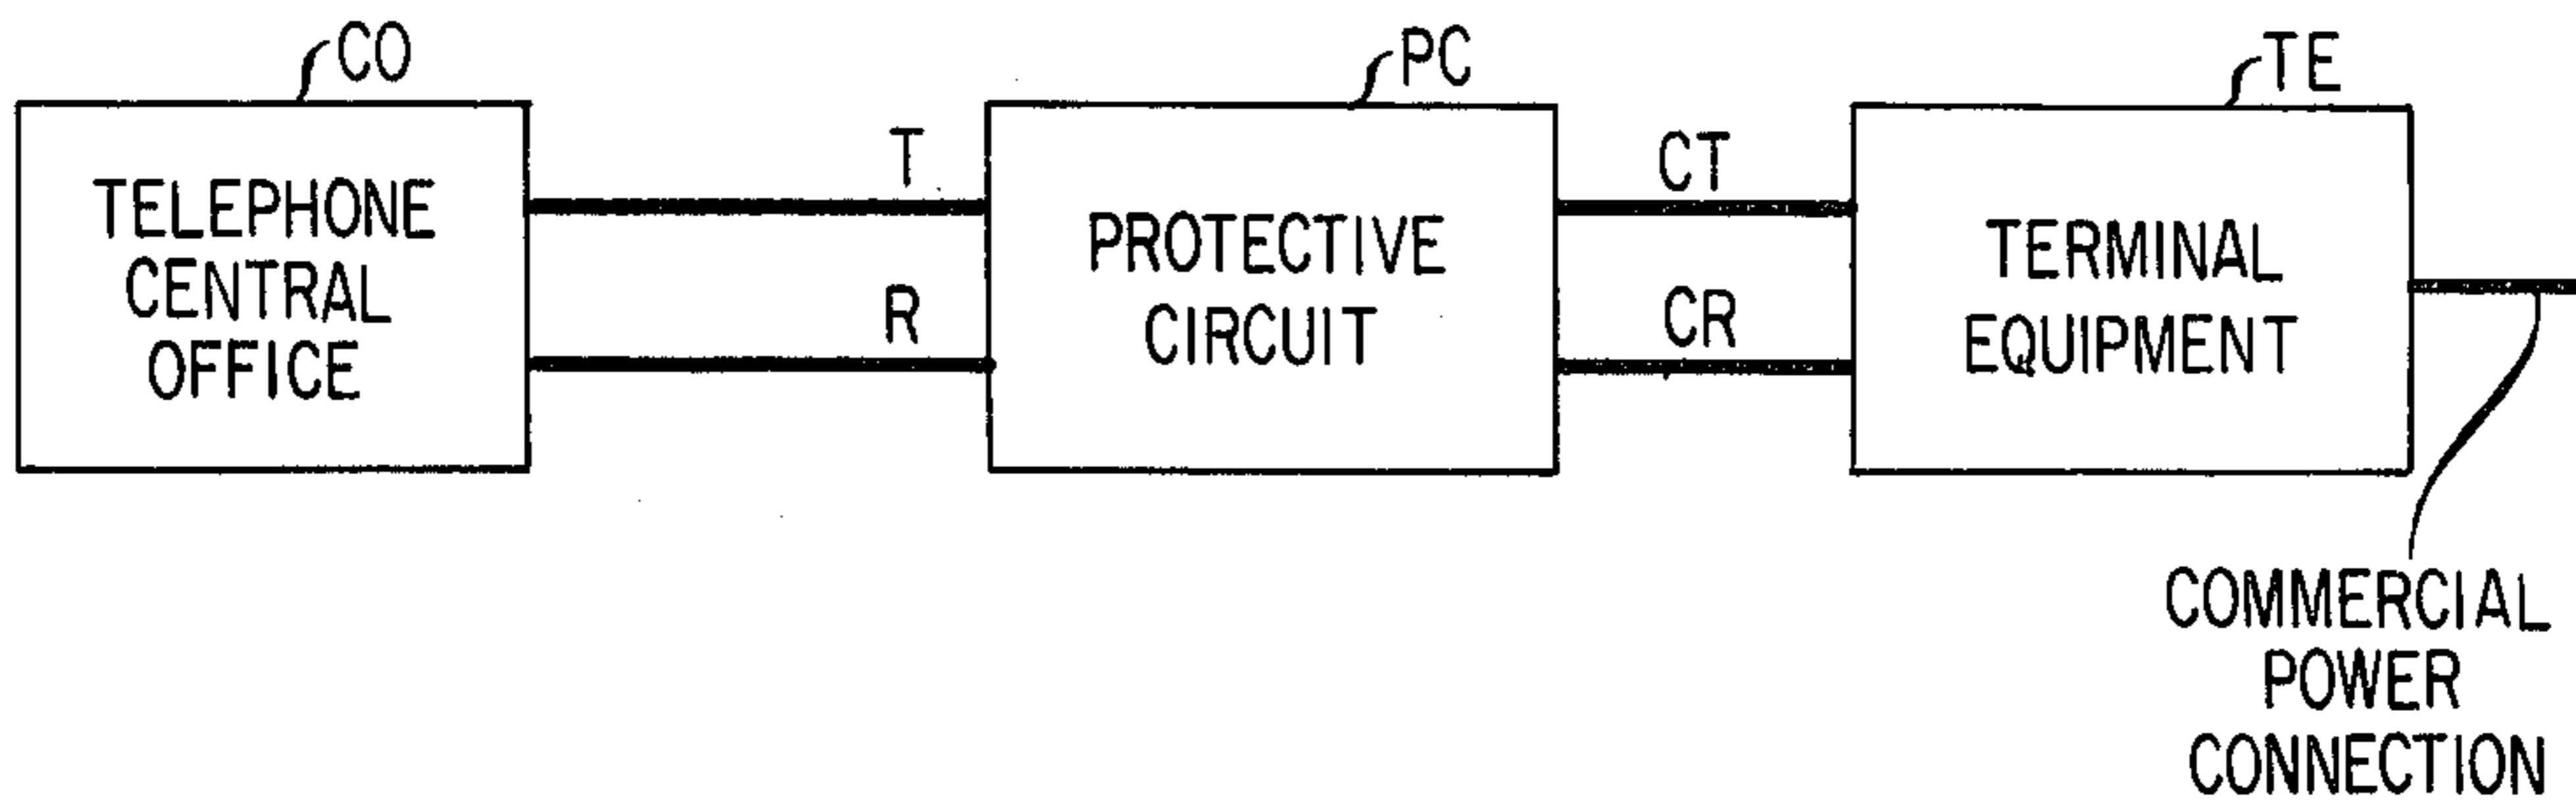 CO
PC
TE
TELEPHONE
CENTRAL
OFFICE
T
R
PROTECTIVE
CIRCUIT
CT
CR
TERMINAL
EQUIPMENT
COMMERCIAL
POWER
CONNECTION